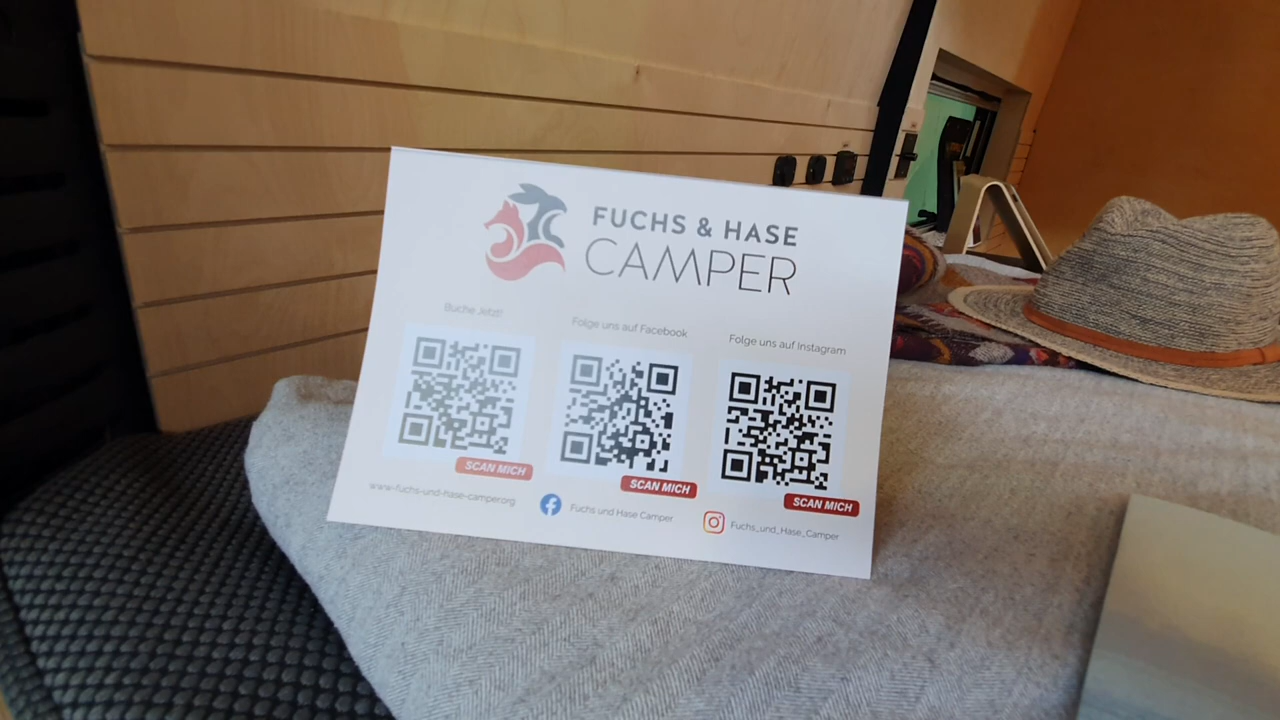 FUCHS & HASE
CAMPER
Buche Jetzt!
Folge uns auf Facebook
Folge uns auf Instagram
SCAN MICH
SCAN MICH
SCAN MICH
www-fuchs-und-hase-camper.org
Fuchs und Hase Camper
Fuchs_und_Hase_Camper